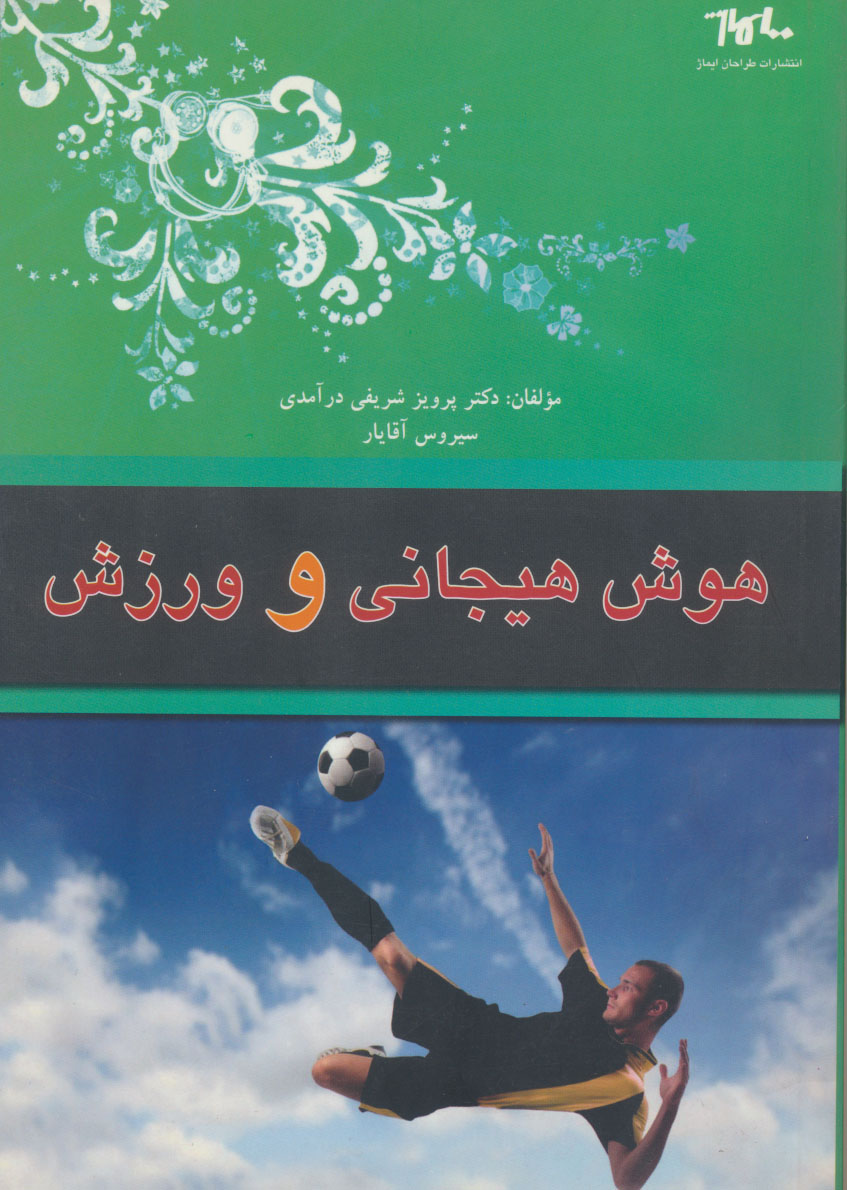 انتشارات طراحان ایماژ
مؤلفان: دکتر پرویز شریفی درآمدی
سیروس آقایار
هوش هیجانی و ورزش